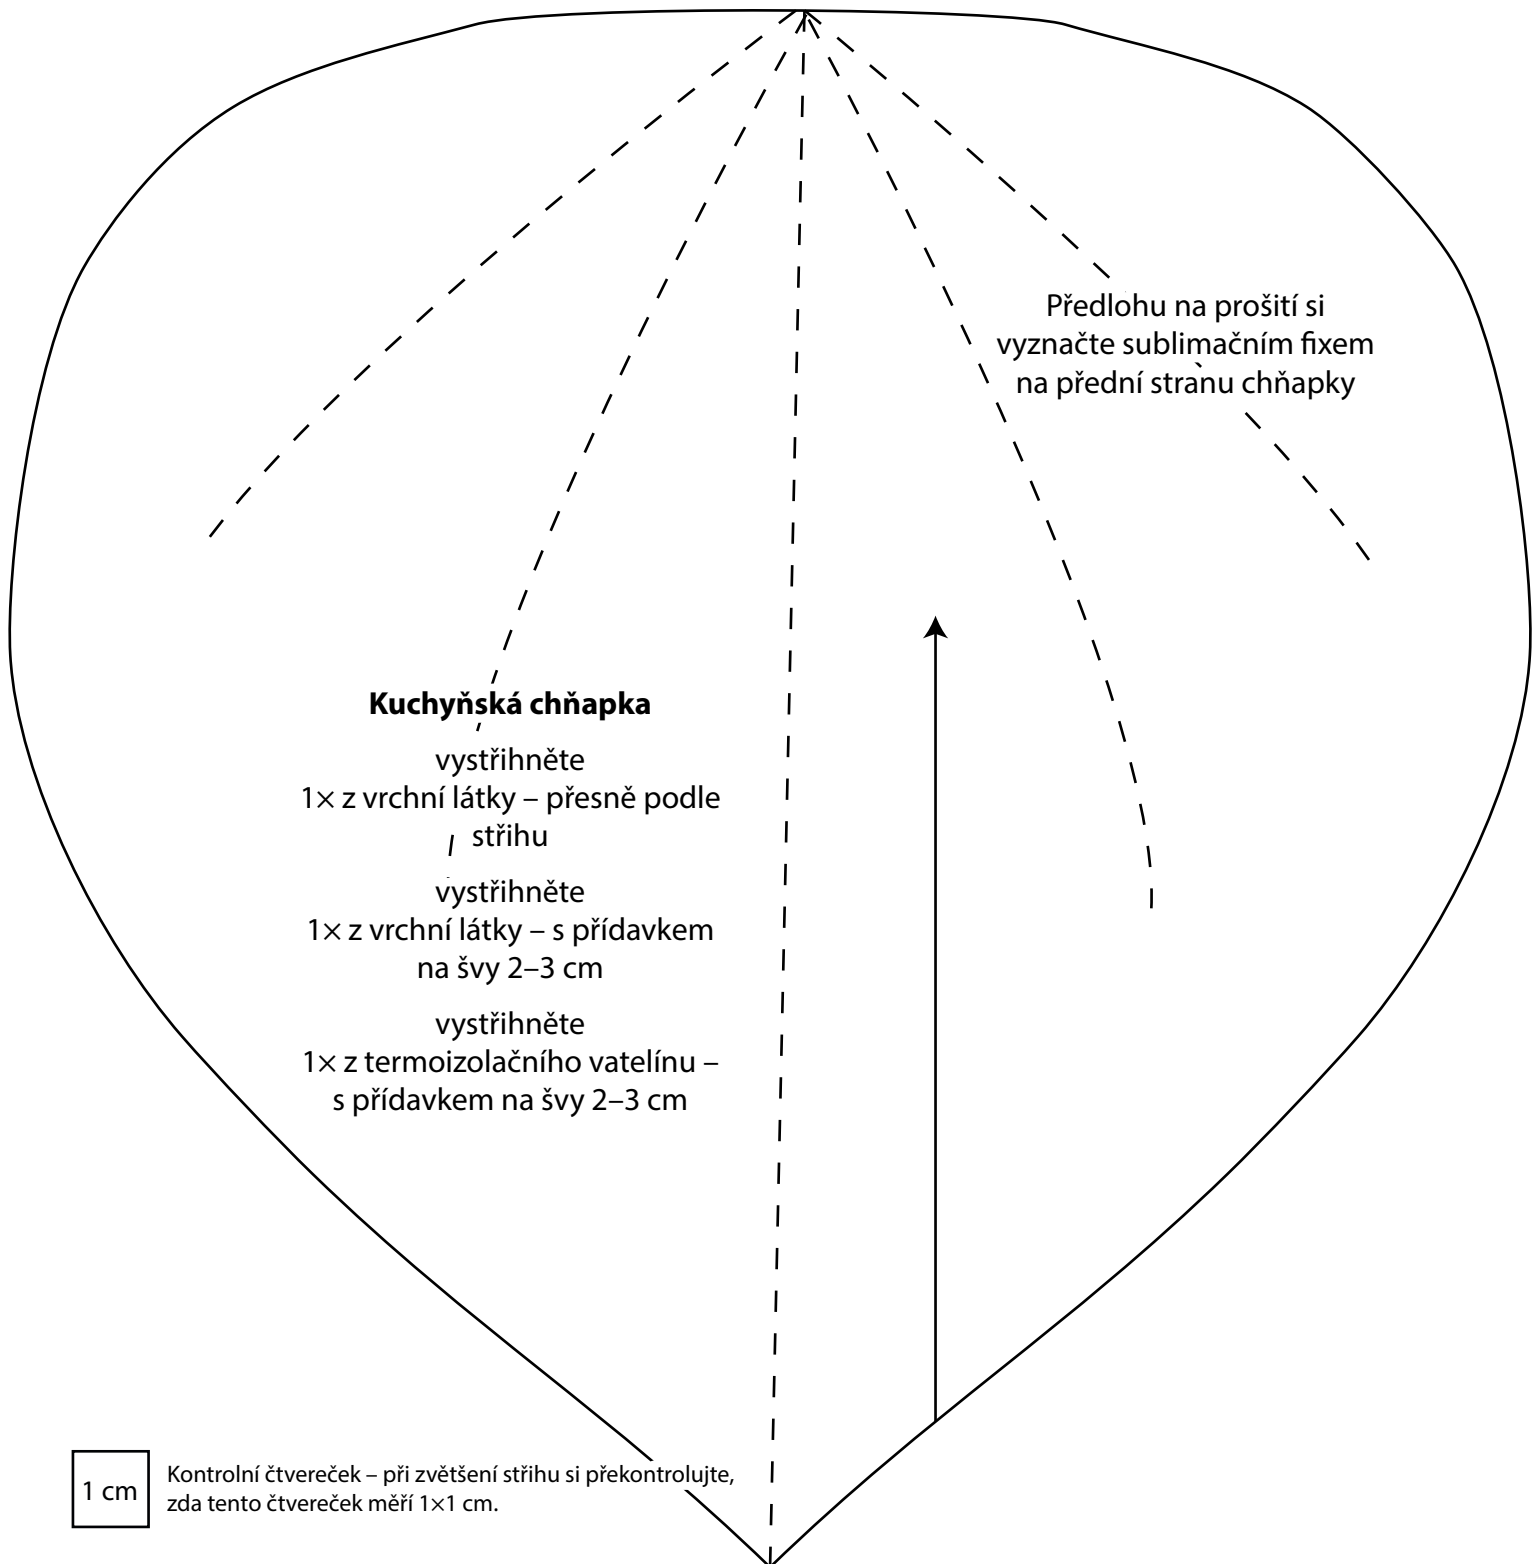 Předlohu na prošití si
vyznačte sublimačním fixem
na přední stranu chňapky
Kuchyňská chňapka
vystřihněte
1× z vrchní látky – přesně podle
střihu
vystřihněte
1× z vrchní látky – s přídavkem
na švy 2–3 cm
vystřihněte
1× z termoizolačního vatelínu –
s přídavkem na švy 2–3 cm
1 cm
Kontrolní čtvereček – při zvětšení střihu si překontrolujte,
zda tento čtvereček měří 1×1 cm.